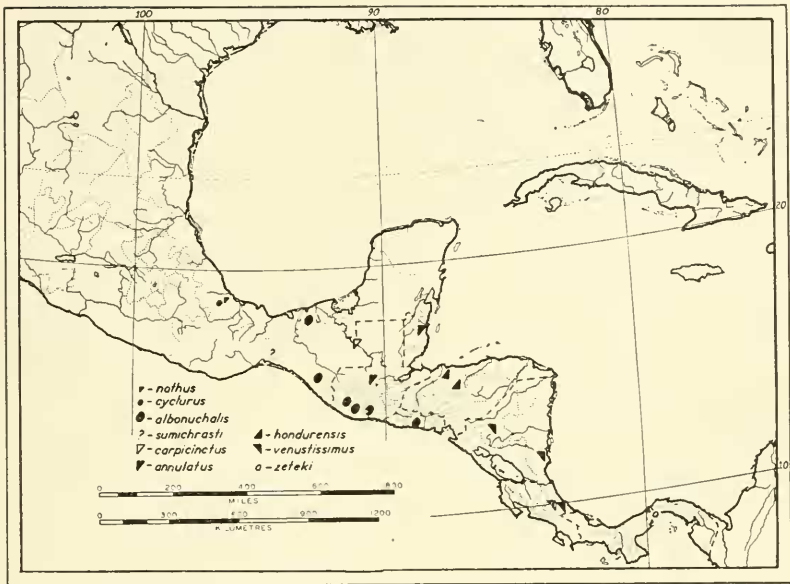 100
90
80
20
▾ - nothus
• - cyclurus
● - albonuchalis
? - sumichrasti
▽ - carpicinctus
◥ - annulatus
◢ - hondurensis
◥ - venustissimus
o - zeteki
10
0 200 400 600 800
MILES
0 300 600 900 1200
KILOMETRES